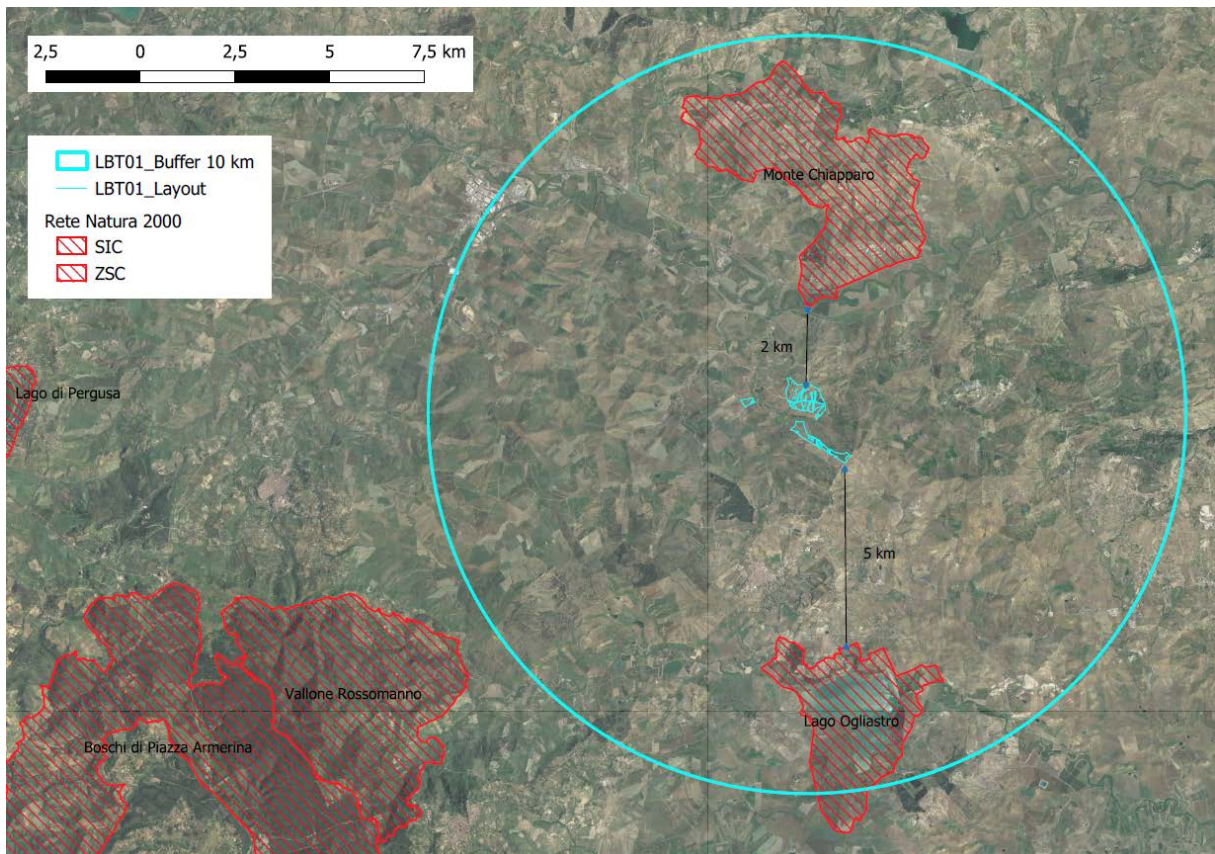 2,5 0 2,5 5 7,5 km
LBT01_Buffer 10 km
LBT01_Layout
Rete Natura 2000
SIC
ZSC
Monte Chiapparo
2 km
Lago di Pergusa
5 km
Vallone Rossomanno
Lago Ogliastro
Boschi di Piazza Armerina